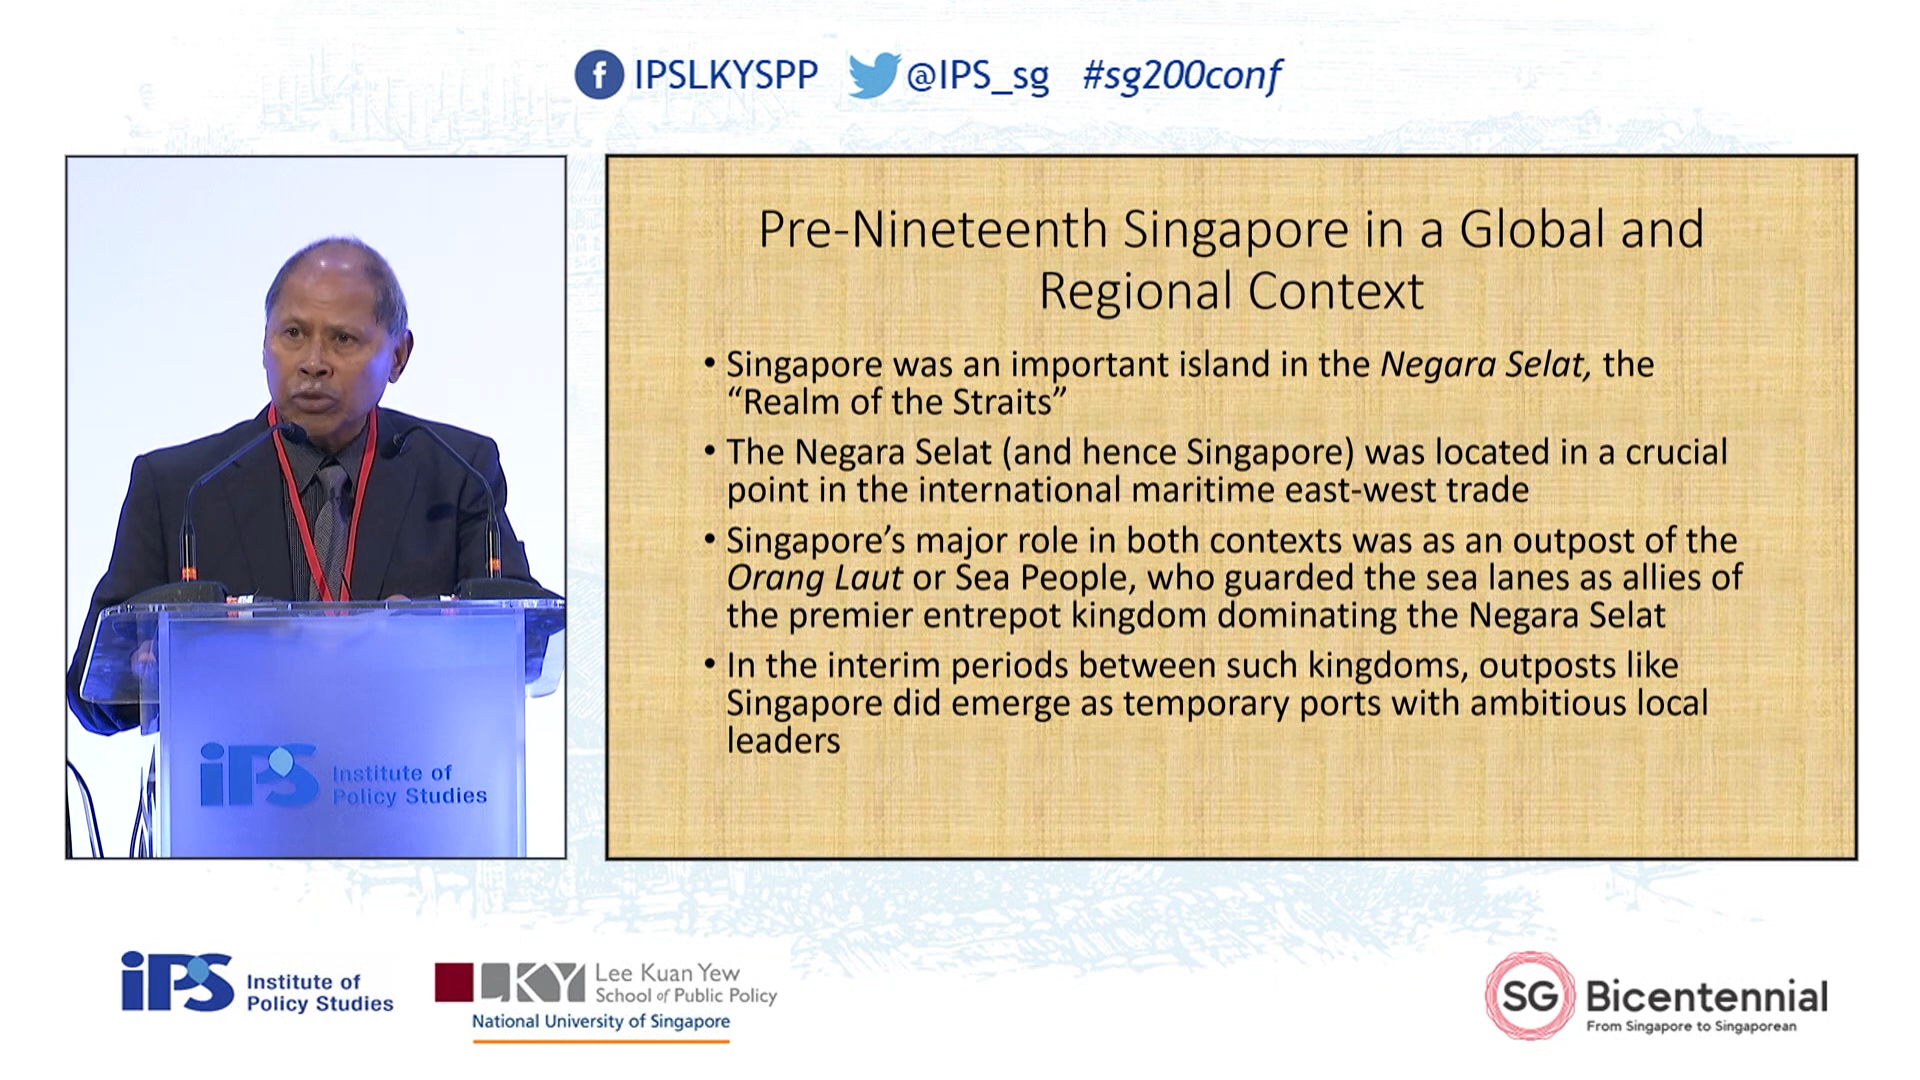 IPSLKYSPP @IPS_sg #sg200conf
Pre-Nineteenth Singapore in a Global and
Regional Context
• Singapore was an important island in the Negara Selat, the
“Realm of the Straits”
• The Negara Selat (and hence Singapore) was located in a crucial
point in the international maritime east-west trade
• Singapore’s major role in both contexts was as an outpost of the
Orang Laut or Sea People, who guarded the sea lanes as allies of
the premier entrepot kingdom dominating the Negara Selat
• In the interim periods between such kingdoms, outposts like
Singapore did emerge as temporary ports with ambitious local
leaders
iPS Institute of
Policy Studies
iPS Institute of
Policy Studies
LKY Lee Kuan Yew
School of Public Policy
National University of Singapore
SG Bicentennial
From Singapore to Singaporean